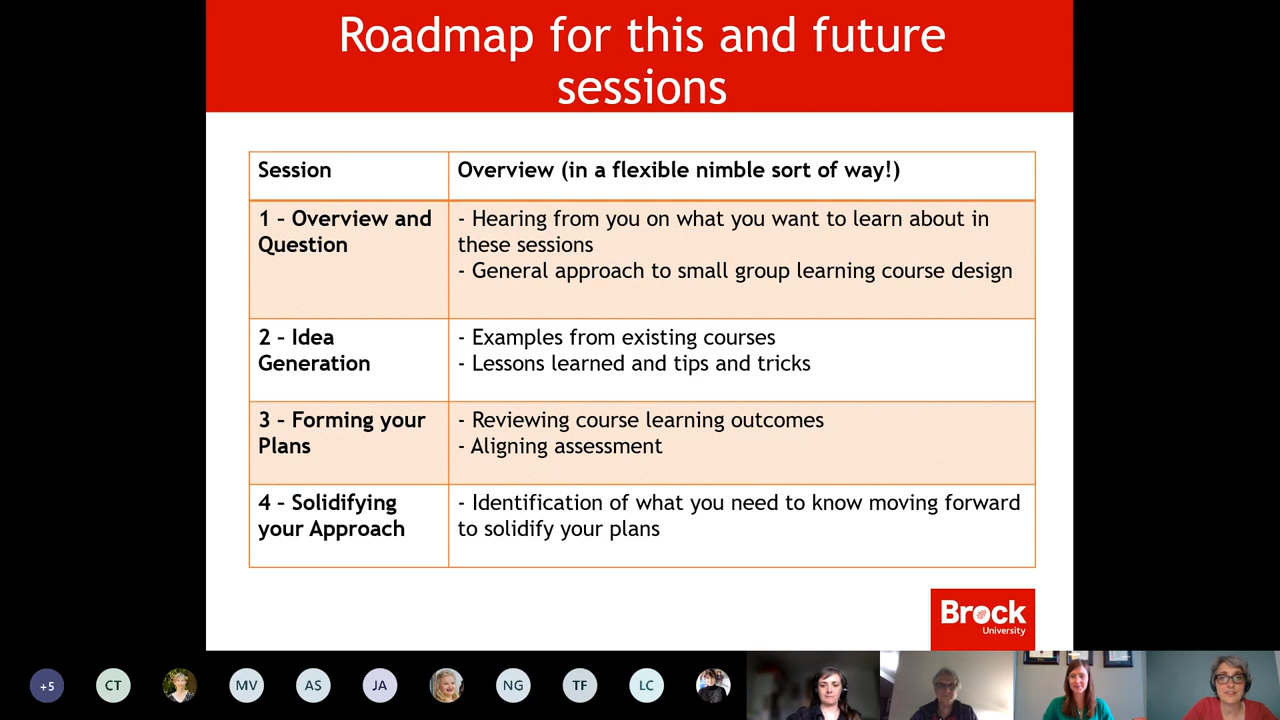 Roadmap for this and future
sessions
Session
Overview (in a flexible nimble sort of way!)
1 – Overview and
Question
- Hearing from you on what you want to learn about in
these sessions
- General approach to small group learning course design
2 – Idea
Generation
- Examples from existing courses
- Lessons learned and tips and tricks
3 – Forming your
Plans
- Reviewing course learning outcomes
- Aligning assessment
4 – Solidifying
your Approach
- Identification of what you need to know moving forward
to solidify your plans
Brock
University
+5
CT
MV
AS
JA
NG
TF
LC